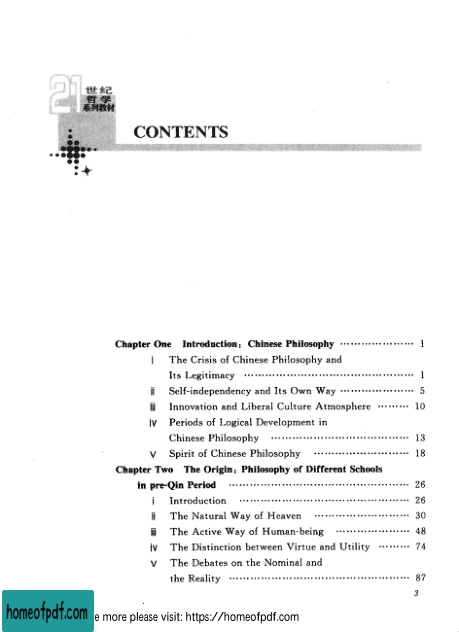 21世纪
哲学
系列教材
CONTENTS
Chapter One Introduction: Chinese Philosophy ······················ 1
ⅰ The Crisis of Chinese Philosophy and
Its Legitimacy ················································ 1
ⅱ Self-independency and Its Own Way ····················· 5
ⅲ Innovation and Liberal Culture Atmosphere ········· 10
ⅳ Periods of Logical Development in
Chinese Philosophy ······································· 13
ⅴ Spirit of Chinese Philosophy ··························· 18
Chapter Two The Origin: Philosophy of Different Schools
in pre-Qin Period ··················································· 26
ⅰ Introduction ················································ 26
ⅱ The Natural Way of Heaven ··························· 30
ⅲ The Active Way of Human-being ····················· 48
ⅳ The Distinction between Virtue and Utility ········· 74
ⅴ The Debates on the Nominal and
the Reality ··················································· 87
3
homeofpdf.com
e more please visit: https://homeofpdf.com